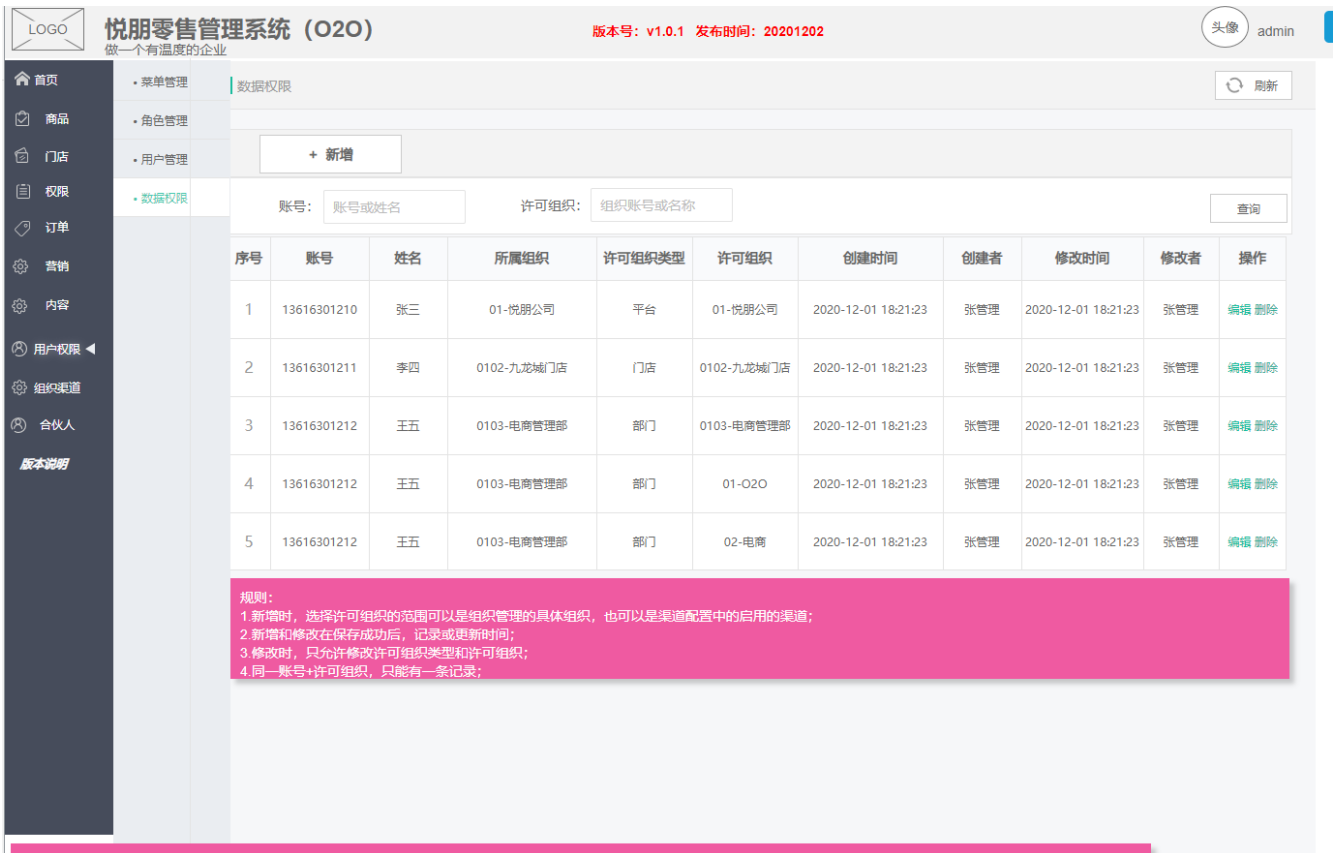 LOGO
悦朋零售管理系统（O2O）
做一个有温度的企业
版本号：v1.0.1 发布时间：20201202
头像
admin
首页
商品
门店
权限
订单
营销
内容
用户权限
组织渠道
合伙人
版本说明
• 菜单管理
• 角色管理
• 用户管理
• 数据权限
数据权限
刷新
+ 新增
账号： 账号或姓名 许可组织： 组织账号或名称 查询
序号 账号 姓名 所属组织 许可组织类型 许可组织 创建时间 创建者 修改时间 修改者 操作
1 13616301210 张三 01-悦朋公司 平台 01-悦朋公司 2020-12-01 18:21:23 张管理 2020-12-01 18:21:23 张管理 编辑 删除
2 13616301211 李四 0102-九龙城门店 门店 0102-九龙城门店 2020-12-01 18:21:23 张管理 2020-12-01 18:21:23 张管理 编辑 删除
3 13616301212 王五 0103-电商管理部 部门 0103-电商管理部 2020-12-01 18:21:23 张管理 2020-12-01 18:21:23 张管理 编辑 删除
4 13616301212 王五 0103-电商管理部 部门 01-O2O 2020-12-01 18:21:23 张管理 2020-12-01 18:21:23 张管理 编辑 删除
5 13616301212 王五 0103-电商管理部 部门 02-电商 2020-12-01 18:21:23 张管理 2020-12-01 18:21:23 张管理 编辑 删除
规则：
1.新增时，选择许可组织的范围可以是组织管理的具体组织，也可以是渠道配置中的启用的渠道；
2.新增和修改在保存成功后，记录或更新时间；
3.修改时，只允许修改许可组织类型和许可组织；
4.同一账号+许可组织，只能有一条记录；